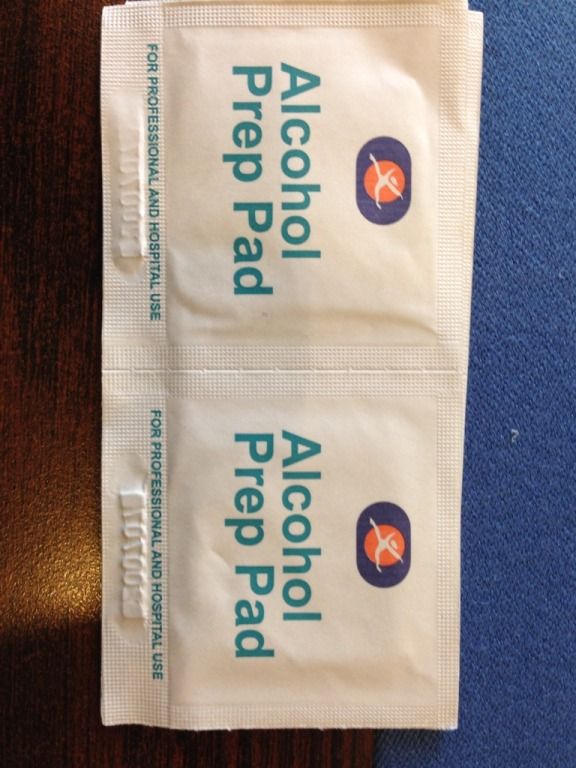 Alcohol
Prep Pad
FOR PROFESSIONAL AND HOSPITAL USE
Alcohol
Prep Pad
FOR PROFESSIONAL AND HOSPITAL USE